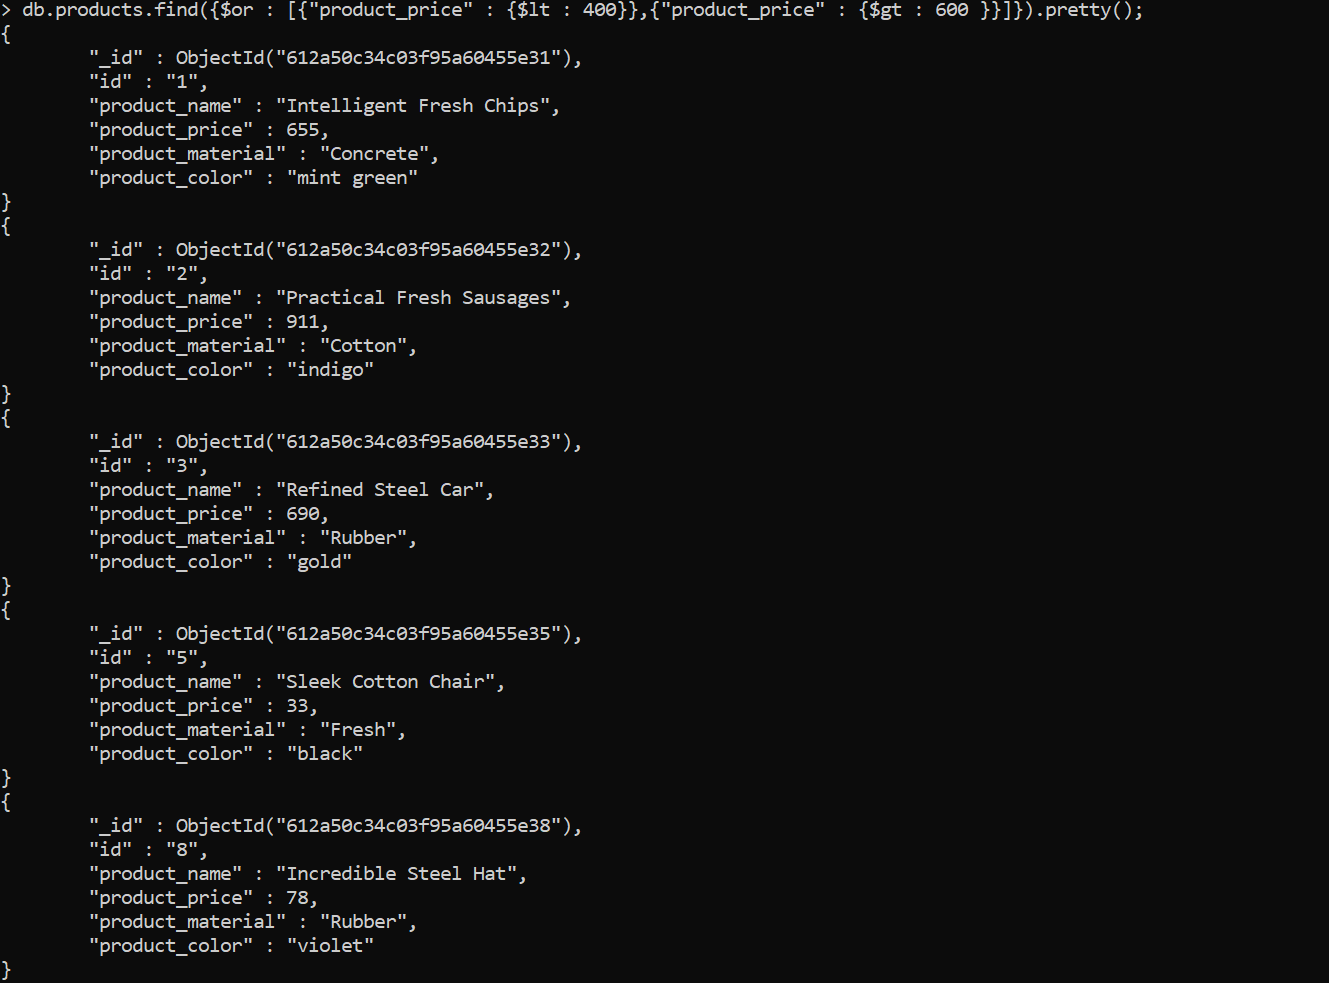 > db.products.find({$or : [{"product_price" : {$lt : 400}},{"product_price" : {$gt : 600 }}]}).pretty();
{
        "_id" : ObjectId("612a50c34c03f95a60455e31"),
        "id" : "1",
        "product_name" : "Intelligent Fresh Chips",
        "product_price" : 655,
        "product_material" : "Concrete",
        "product_color" : "mint green"
}
{
        "_id" : ObjectId("612a50c34c03f95a60455e32"),
        "id" : "2",
        "product_name" : "Practical Fresh Sausages",
        "product_price" : 911,
        "product_material" : "Cotton",
        "product_color" : "indigo"
}
{
        "_id" : ObjectId("612a50c34c03f95a60455e33"),
        "id" : "3",
        "product_name" : "Refined Steel Car",
        "product_price" : 690,
        "product_material" : "Rubber",
        "product_color" : "gold"
}
{
        "_id" : ObjectId("612a50c34c03f95a60455e35"),
        "id" : "5",
        "product_name" : "Sleek Cotton Chair",
        "product_price" : 33,
        "product_material" : "Fresh",
        "product_color" : "black"
}
{
        "_id" : ObjectId("612a50c34c03f95a60455e38"),
        "id" : "8",
        "product_name" : "Incredible Steel Hat",
        "product_price" : 78,
        "product_material" : "Rubber",
        "product_color" : "violet"
}